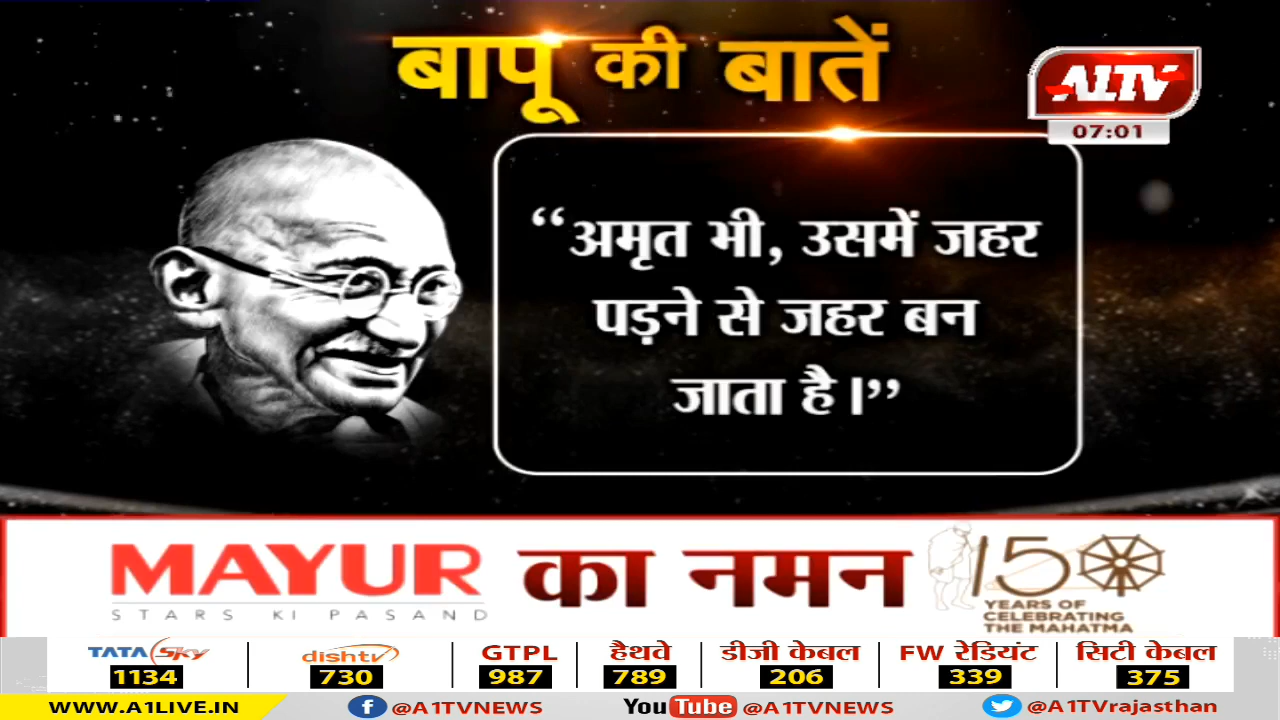 बापू की बातें
A1TV
07:01
“अमृत भी, उसमें जहर
पड़ने से जहर बन
जाता है।”
MAYUR
STARS KI PASAND
का नमन
150
YEARS OF
CELEBRATING
THE MAHATMA
TATA Sky
1134
dishtv
730
GTPL
987
हैथवे
789
डीजी केबल
206
FW रेडियंट
339
सिटी केबल
375
WWW.A1LIVE.IN
f @A1TVNEWS
YouTube @A1TVNEWS
@A1TVrajasthan